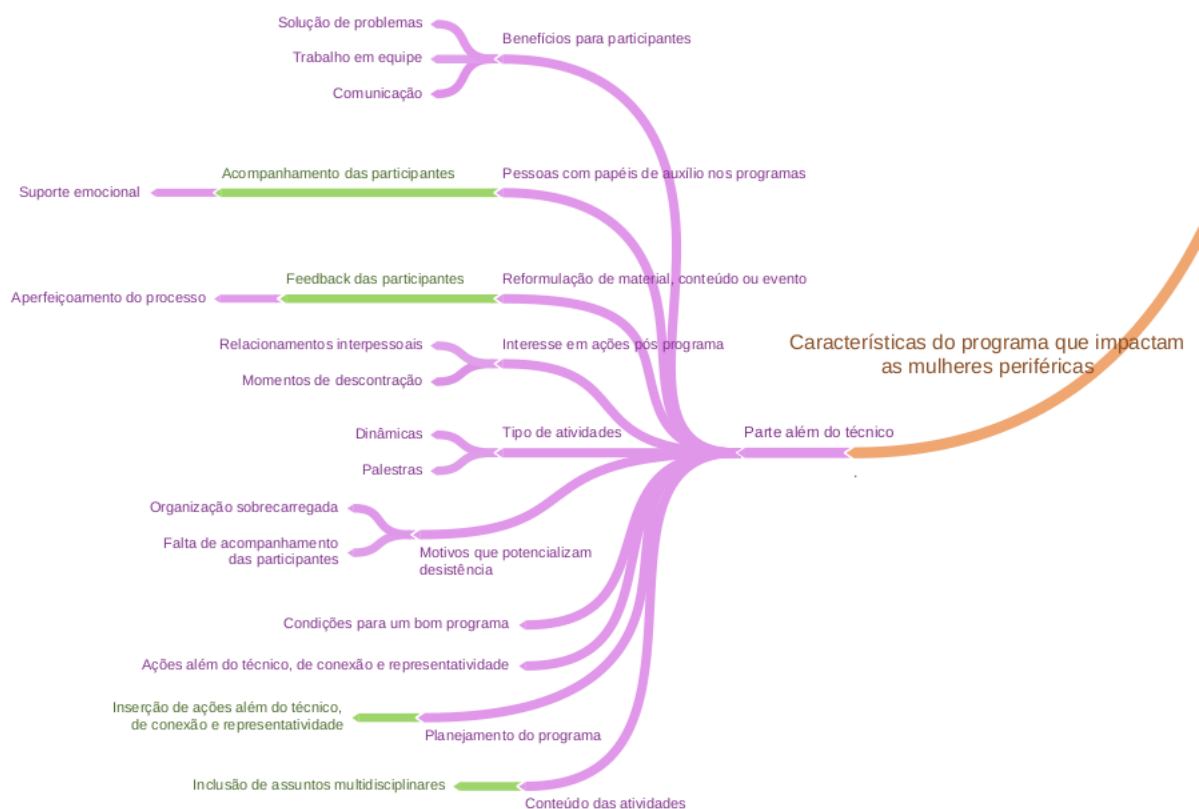 Solução de problemas
Benefícios para participantes
Trabalho em equipe
Comunicação
Acompanhamento das participantes
Pessoas com papéis de auxílio nos programas
Suporte emocional
Feedback das participantes
Reformulação de material, conteúdo ou evento
Aperfeiçoamento do processo
Relacionamentos interpessoais
Interesse em ações pós programa
Momentos de descontração
Características do programa que impactam
as mulheres periféricas
Dinâmicas
Tipo de atividades
Parte além do técnico
Palestras
.
Organização sobrecarregada
Falta de acompanhamento
das participantes
Motivos que potencializam
desistência
Condições para um bom programa
Ações além do técnico, de conexão e representatividade
Inserção de ações além do técnico,
de conexão e representatividade
Planejamento do programa
Inclusão de assuntos multidisciplinares
Conteúdo das atividades